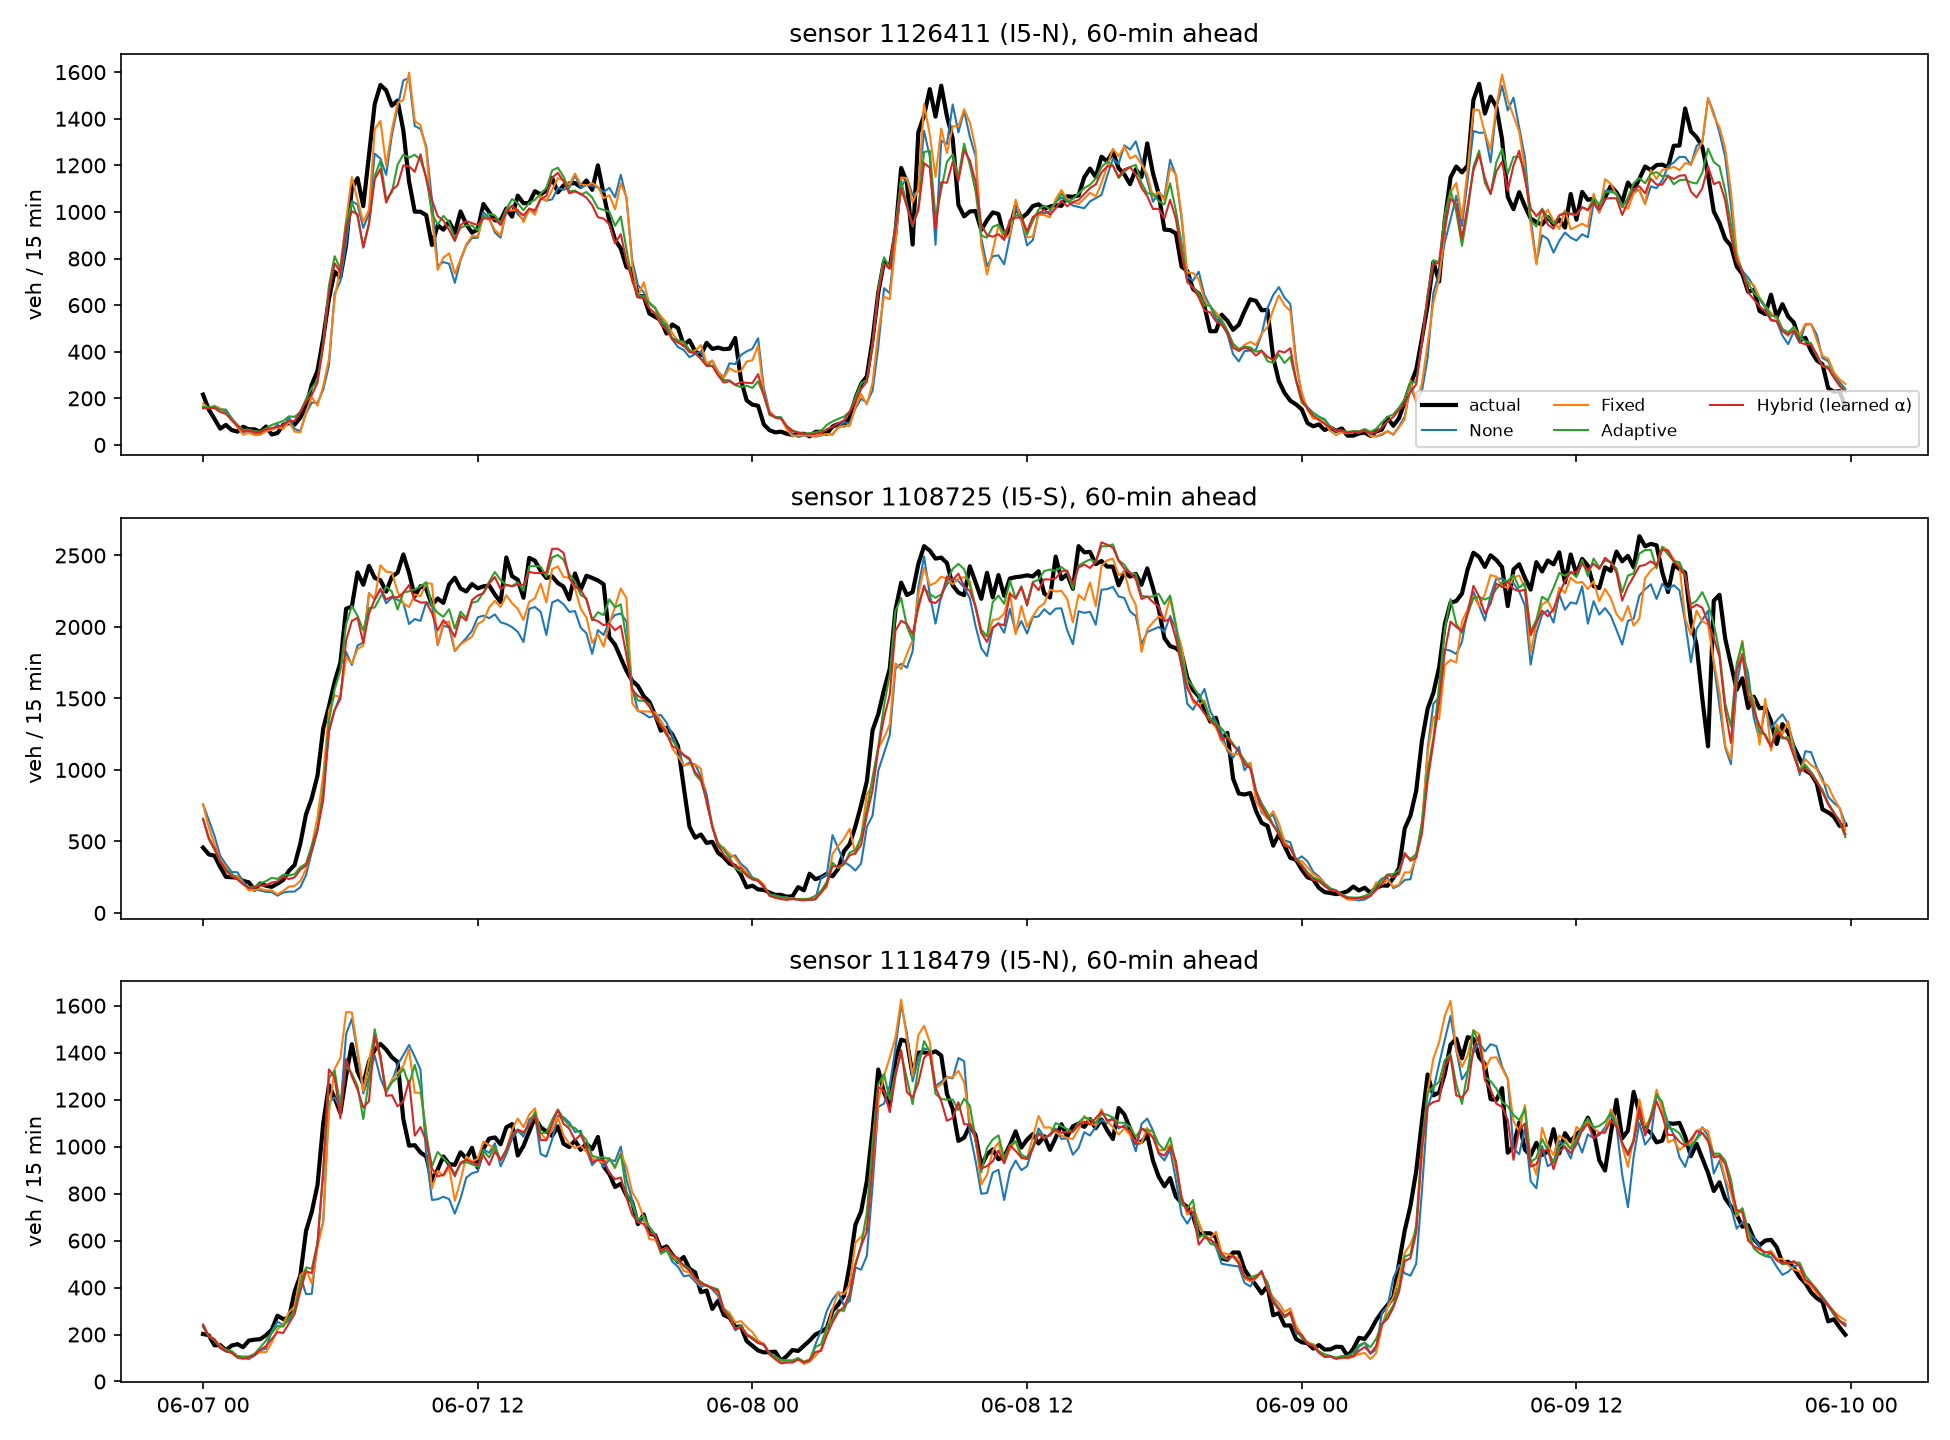 sensor 1126411 (I5-N), 60-min ahead
veh / 15 min
1600
1400
1200
1000
800
600
400
200
0
actual
None
Fixed
Adaptive
Hybrid (learned α)
sensor 1108725 (I5-S), 60-min ahead
veh / 15 min
2500
2000
1500
1000
500
0
sensor 1118479 (I5-N), 60-min ahead
veh / 15 min
1600
1400
1200
1000
800
600
400
200
0
06-07 00
06-07 12
06-08 00
06-08 12
06-09 00
06-09 12
06-10 00